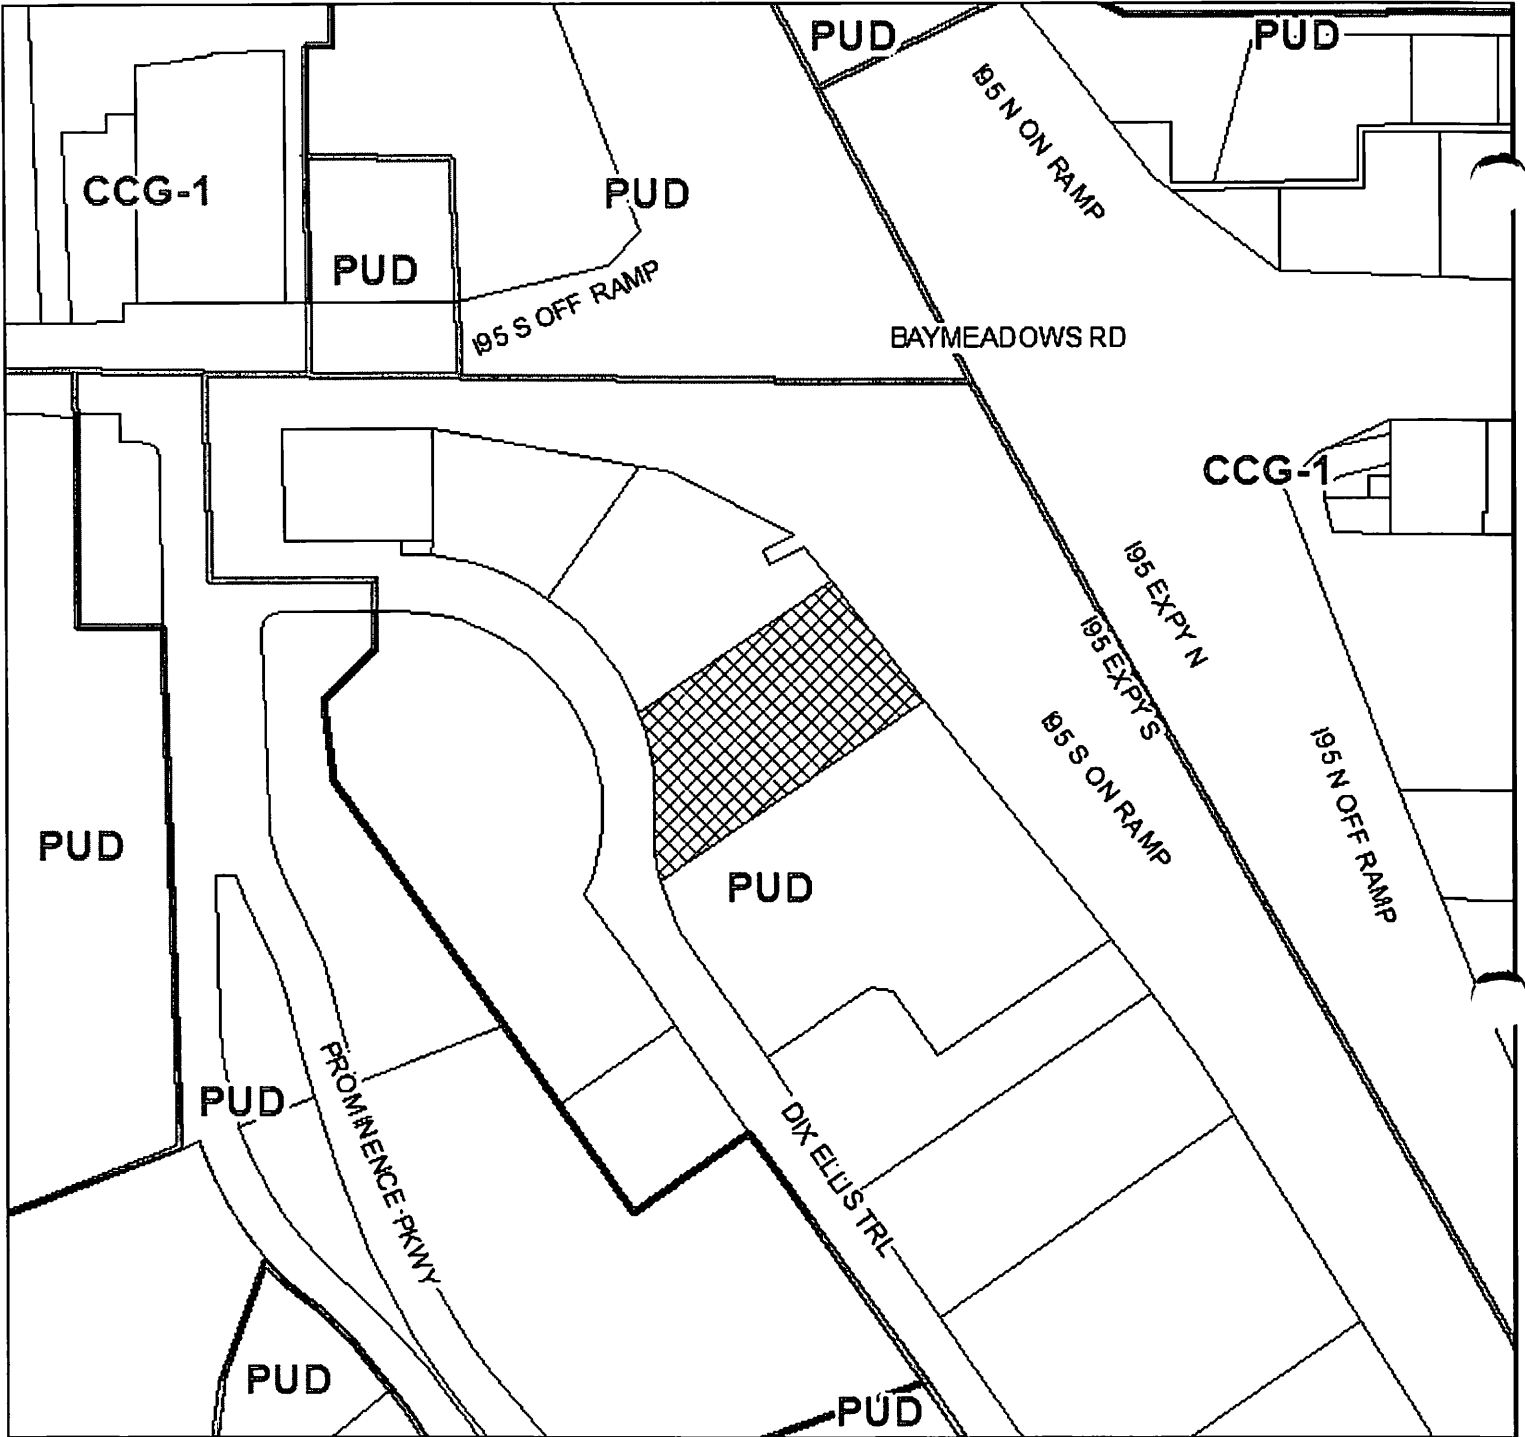 PUD
PUD
I95 N ON RAMP
CCG-1
PUD
PUD
I95 S OFF RAMP
BAYMEADOWS RD
CCG-1
I95 EXPY N
I95 EXPY S
I95 S ON RAMP
I95 N OFF RAMP
PUD
PUD
PUD
PROMINENCE PKWY
DIX ELLIS TRL
PUD
PUD